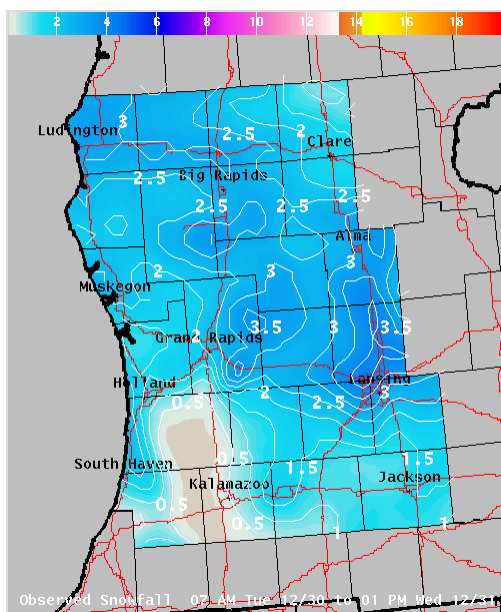 2 4 6 8 10 12 14 16 18
3
Ludington
2.5 2
Clare
Big Rapids
2.5
2.5
2.5 2.5
Alma
3
3
2
Muskegon
3.5 3 3.5
2
Grand Rapids
Holland
Lansing
2 3
0.5 2.5
0.5 1.5
South Haven
1.5
Kalamazoo
Jackson
0.5
0.5 1 1
Observed Snowfall 07 AM Tue 12/30 to 01 PM Wed 12/31